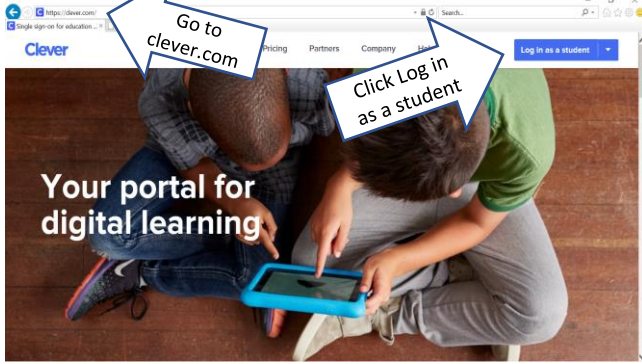 https://clever.com/
Search...
Single sign-on for education ...
Go to
clever.com
Clever
Pricing Partners Company
Log in as a student
Click Log in
as a student
Your portal for
digital learning